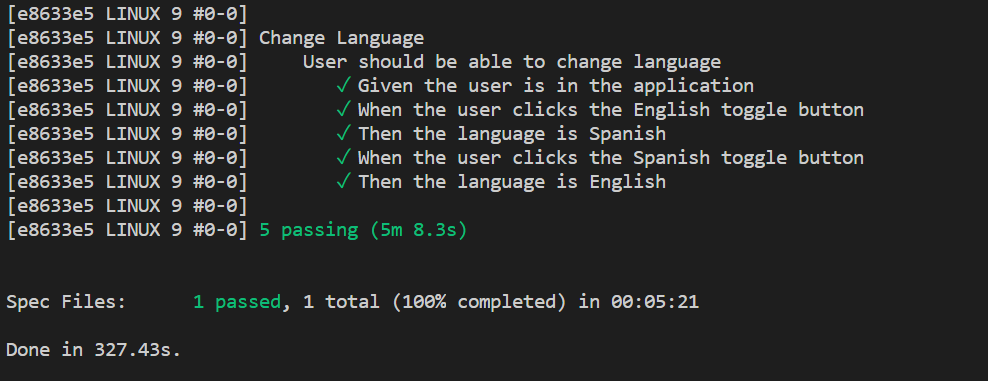 [e8633e5 LINUX 9 #0-0]
[e8633e5 LINUX 9 #0-0] Change Language
[e8633e5 LINUX 9 #0-0]     User should be able to change language
[e8633e5 LINUX 9 #0-0]        ✓ Given the user is in the application
[e8633e5 LINUX 9 #0-0]        ✓ When the user clicks the English toggle button
[e8633e5 LINUX 9 #0-0]        ✓ Then the language is Spanish
[e8633e5 LINUX 9 #0-0]        ✓ When the user clicks the Spanish toggle button
[e8633e5 LINUX 9 #0-0]        ✓ Then the language is English
[e8633e5 LINUX 9 #0-0]
[e8633e5 LINUX 9 #0-0] 5 passing (5m 8.3s)
Spec Files:      1 passed, 1 total (100% completed) in 00:05:21
Done in 327.43s.